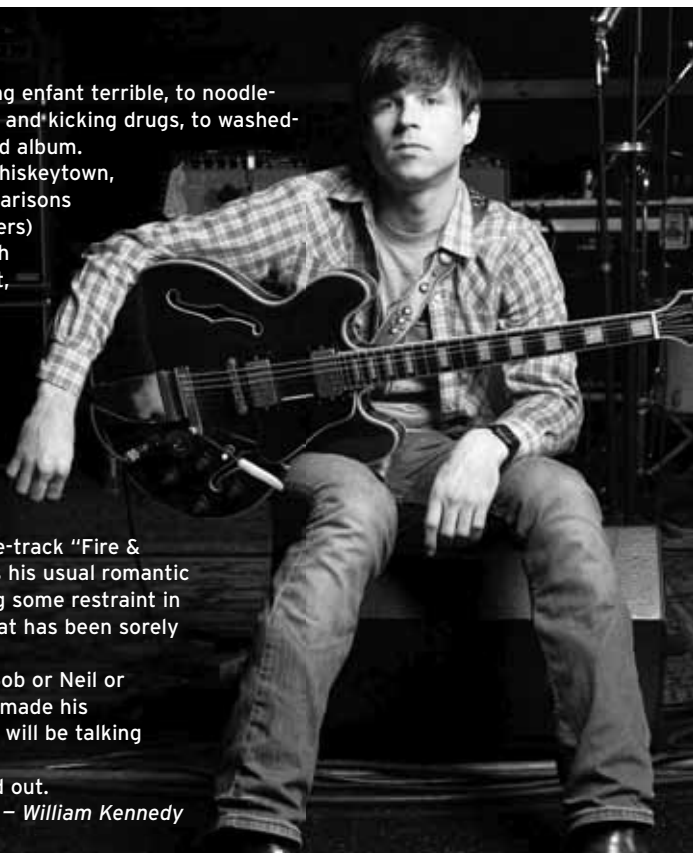 ng enfant terrible, to noodle-
and kicking drugs, to washed-
d album.
hiskeytown,
arisons
ers)
h
t,
e-track “Fire &
his usual romantic
g some restraint in
at has been sorely
ob or Neil or
made his
will be talking
d out.
— William Kennedy